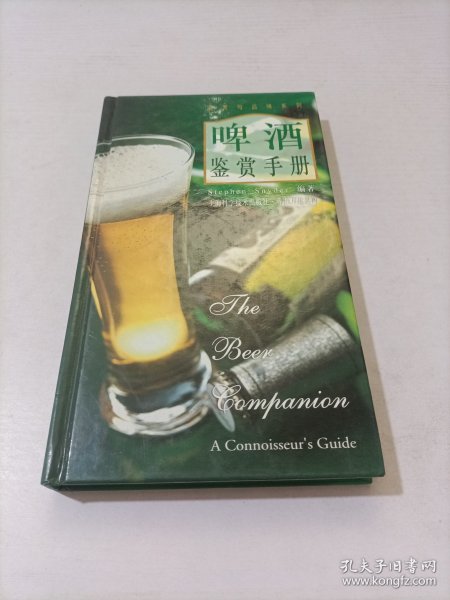 啤酒
鉴赏手册
Stephen Snyder 编著
The
Beer
Companion
A Connoisseur's Guide
孔夫子旧书网
www.kongfz.com